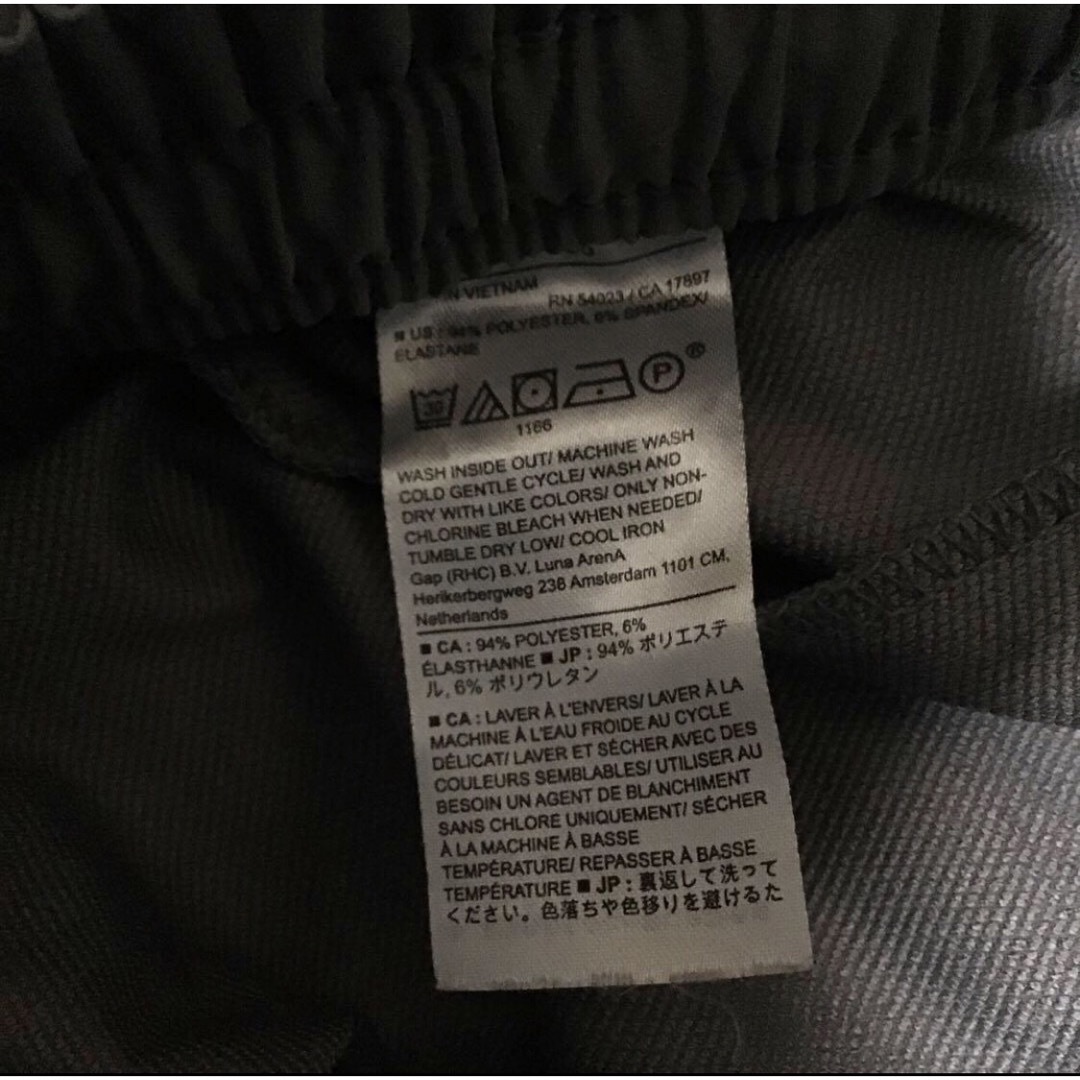 IN VIETNAM
RN 54023 / CA 17897
■ US : 94% POLYESTER, 6% SPANDEX/
ELASTANE
30 P ®
1166
WASH INSIDE OUT/ MACHINE WASH
COLD GENTLE CYCLE/ WASH AND
DRY WITH LIKE COLORS/ ONLY NON-
CHLORINE BLEACH WHEN NEEDED/
TUMBLE DRY LOW/ COOL IRON
Gap (RHC) B.V. Luna ArenA
Herikerbergweg 238 Amsterdam 1101 CM,
Netherlands
■ CA : 94% POLYESTER, 6%
ÉLASTHANNE ■ JP : 94% ポリエステ
ル, 6% ポリウレタン
■ CA : LAVER À L'ENVERS/ LAVER À LA
MACHINE À L'EAU FROIDE AU CYCLE
DÉLICAT/ LAVER ET SÉCHER AVEC DES
COULEURS SEMBLABLES/ UTILISER AU
BESOIN UN AGENT DE BLANCHIMENT
SANS CHLORE UNIQUEMENT/ SÉCHER
À LA MACHINE À BASSE
TEMPÉRATURE/ REPASSER À BASSE
TEMPÉRATURE ■ JP : 裏返して洗って
ください。色落ちや色移りを避けるた